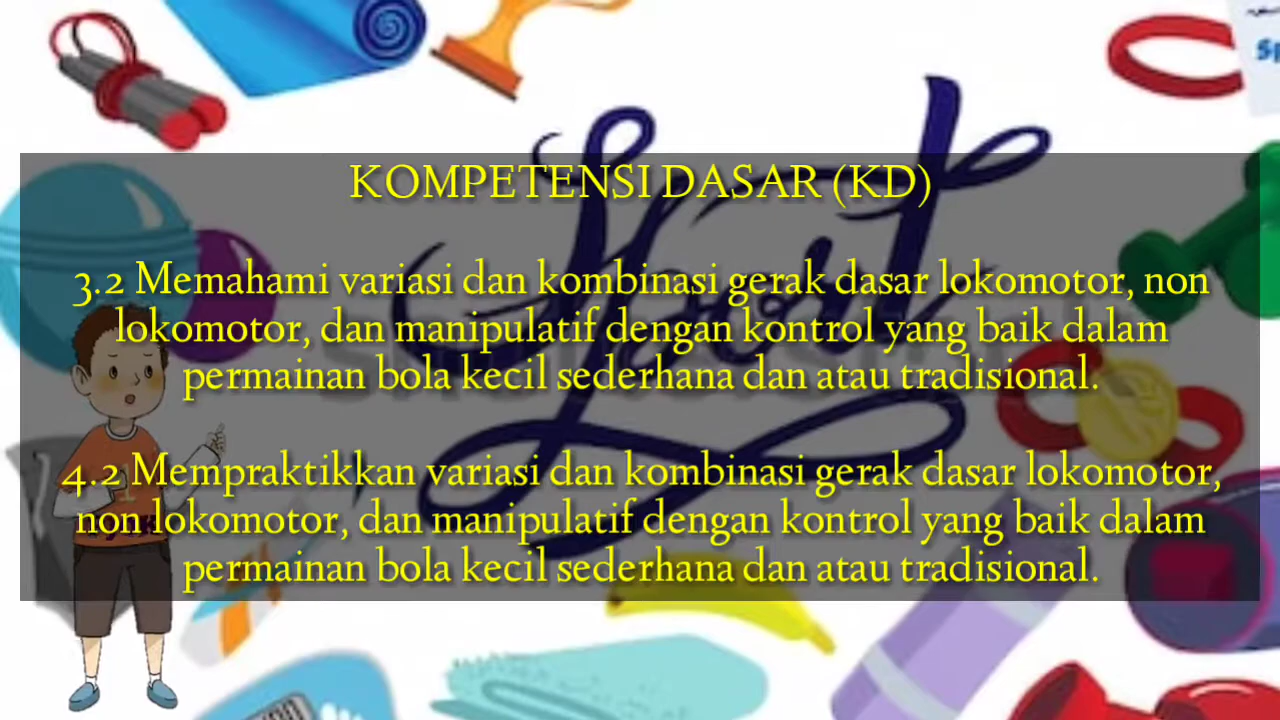 KOMPETENSI DASAR (KD)
3.2 Memahami variasi dan kombinasi gerak dasar lokomotor, non
lokomotor, dan manipulatif dengan kontrol yang baik dalam
permainan bola kecil sederhana dan atau tradisional.
4.2 Mempraktikkan variasi dan kombinasi gerak dasar lokomotor,
non lokomotor, dan manipulatif dengan kontrol yang baik dalam
permainan bola kecil sederhana dan atau tradisional.